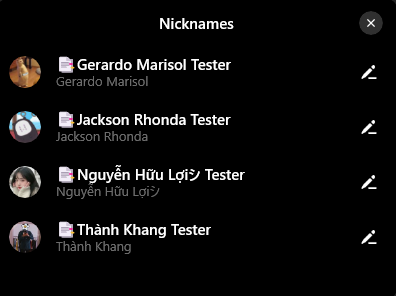 Nicknames
📑Gerardo Marisol Tester
Gerardo Marisol
📑Jackson Rhonda Tester
Jackson Rhonda
📑Nguyễn Hữu Lợiシ Tester
Nguyễn Hữu Lợiシ
📑Thành Khang Tester
Thành Khang